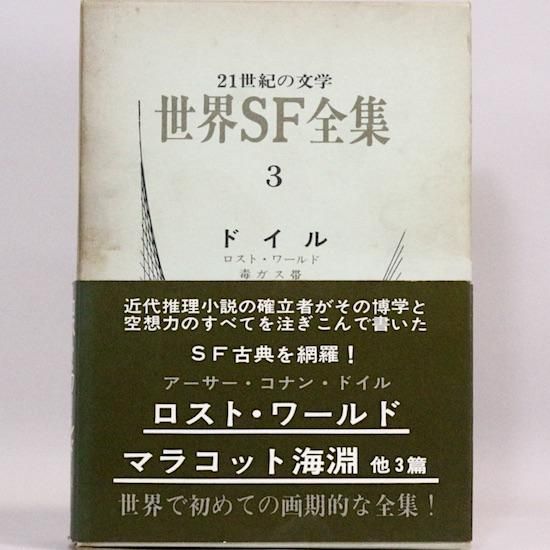 21世紀の文学
世界SF全集
3
ドイル
ロスト・ワールド
毒ガス帯
近代推理小説の確立者がその博学と
空想力のすべてを注ぎこんで書いた
SF古典を網羅!
アーサー・コナン・ドイル
ロスト・ワールド
マラコット海淵 他3篇
世界で初めての画期的な全集!